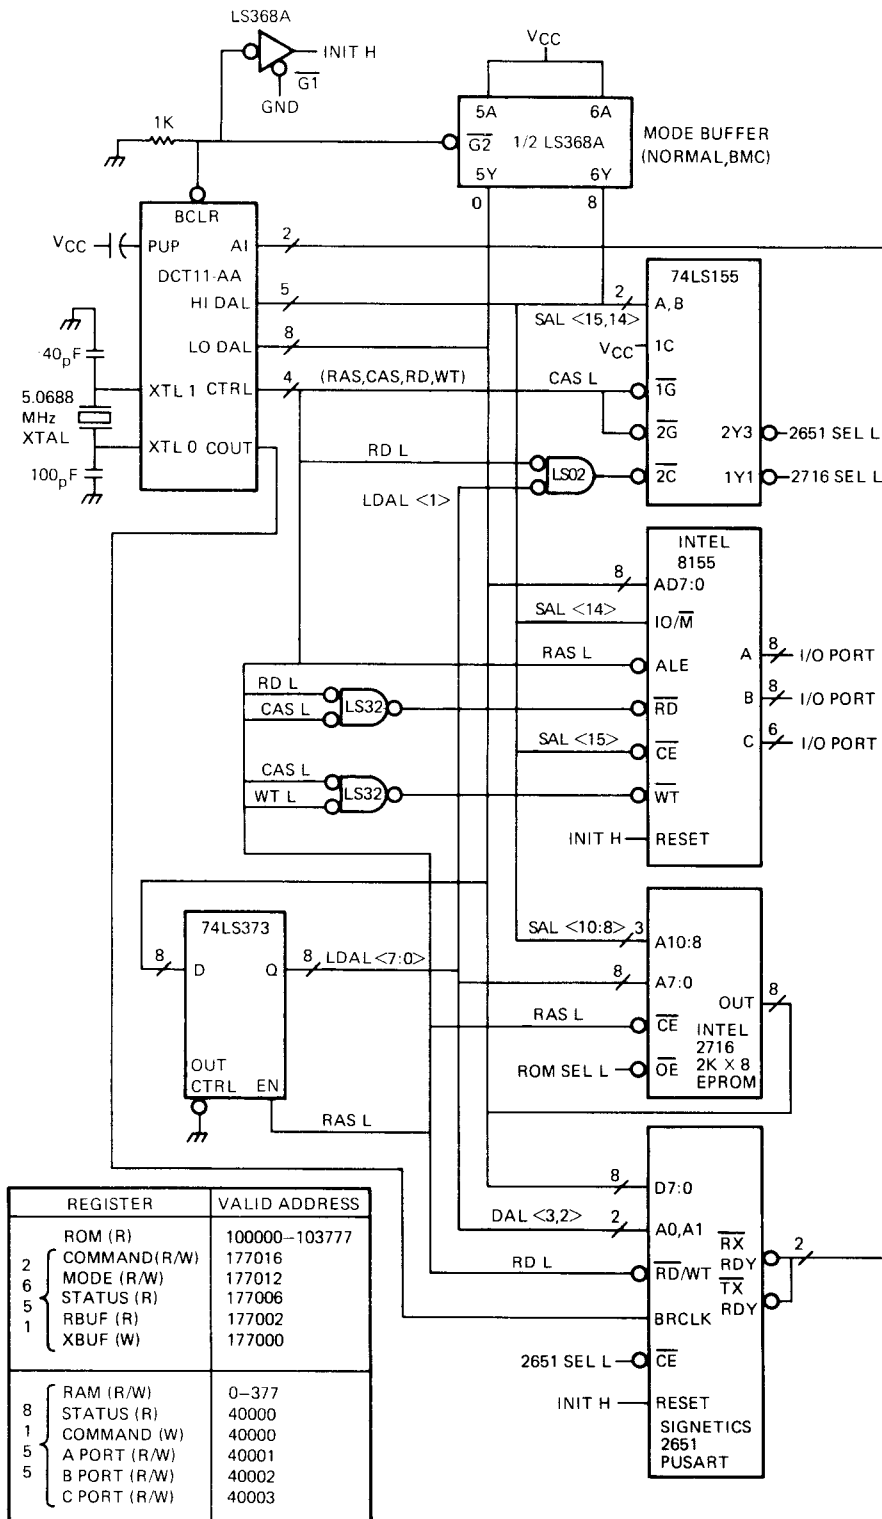 LS368A
INIT H
G1
GND
VCC
1K
5A 6A
G2 1/2 LS368A
5Y 6Y
MODE BUFFER
(NORMAL,BMC)
0 8
BCLR
VCC
PUP AI
2
DCT11-AA
HI DAL
5
LO DAL
8
XTL 1 CTRL
4
(RAS,CAS,RD,WT)
XTL 0 COUT
40pF
5.0688
MHz
XTAL
100pF
74LS155
2
A,B
SAL <15,14>
VCC
1C
CAS L
1G
2G
2Y3
2651 SEL L
RD L
LS02
2C
1Y1
2716 SEL L
LDAL <1>
INTEL
8155
8
AD7:0
SAL <14>
IO/M
A
8
I/O PORT
RAS L
ALE
B
8
I/O PORT
RD L
CAS L
LS32
RD
C
6
I/O PORT
SAL <15>
CE
CAS L
WT L
LS32
WT
INIT H
RESET
74LS373
8
D Q
8
LDAL<7:0>
OUT
CTRL EN
RAS L
SAL <10:8>
3
A10:8
8
A7:0
OUT
8
RAS L
CE
INTEL
2716
2K X 8
EPROM
ROM SEL L
OE
8
D7:0
DAL <3,2>
2
A0,A1
RX
RDY
2
RD L
RD/WT
TX
RDY
BRCLK
2651 SEL L
CE
INIT H
RESET
SIGNETICS
2651
PUSART
REGISTER VALID ADDRESS
ROM (R) 100000-103777
2651
COMMAND(R/W) 177016
MODE (R/W) 177012
STATUS (R) 177006
RBUF (R) 177002
XBUF (W) 177000
8155
RAM (R/W) 0-377
STATUS (R) 40000
COMMAND (W) 40000
A PORT (R/W) 40001
B PORT (R/W) 40002
C PORT (R/W) 40003